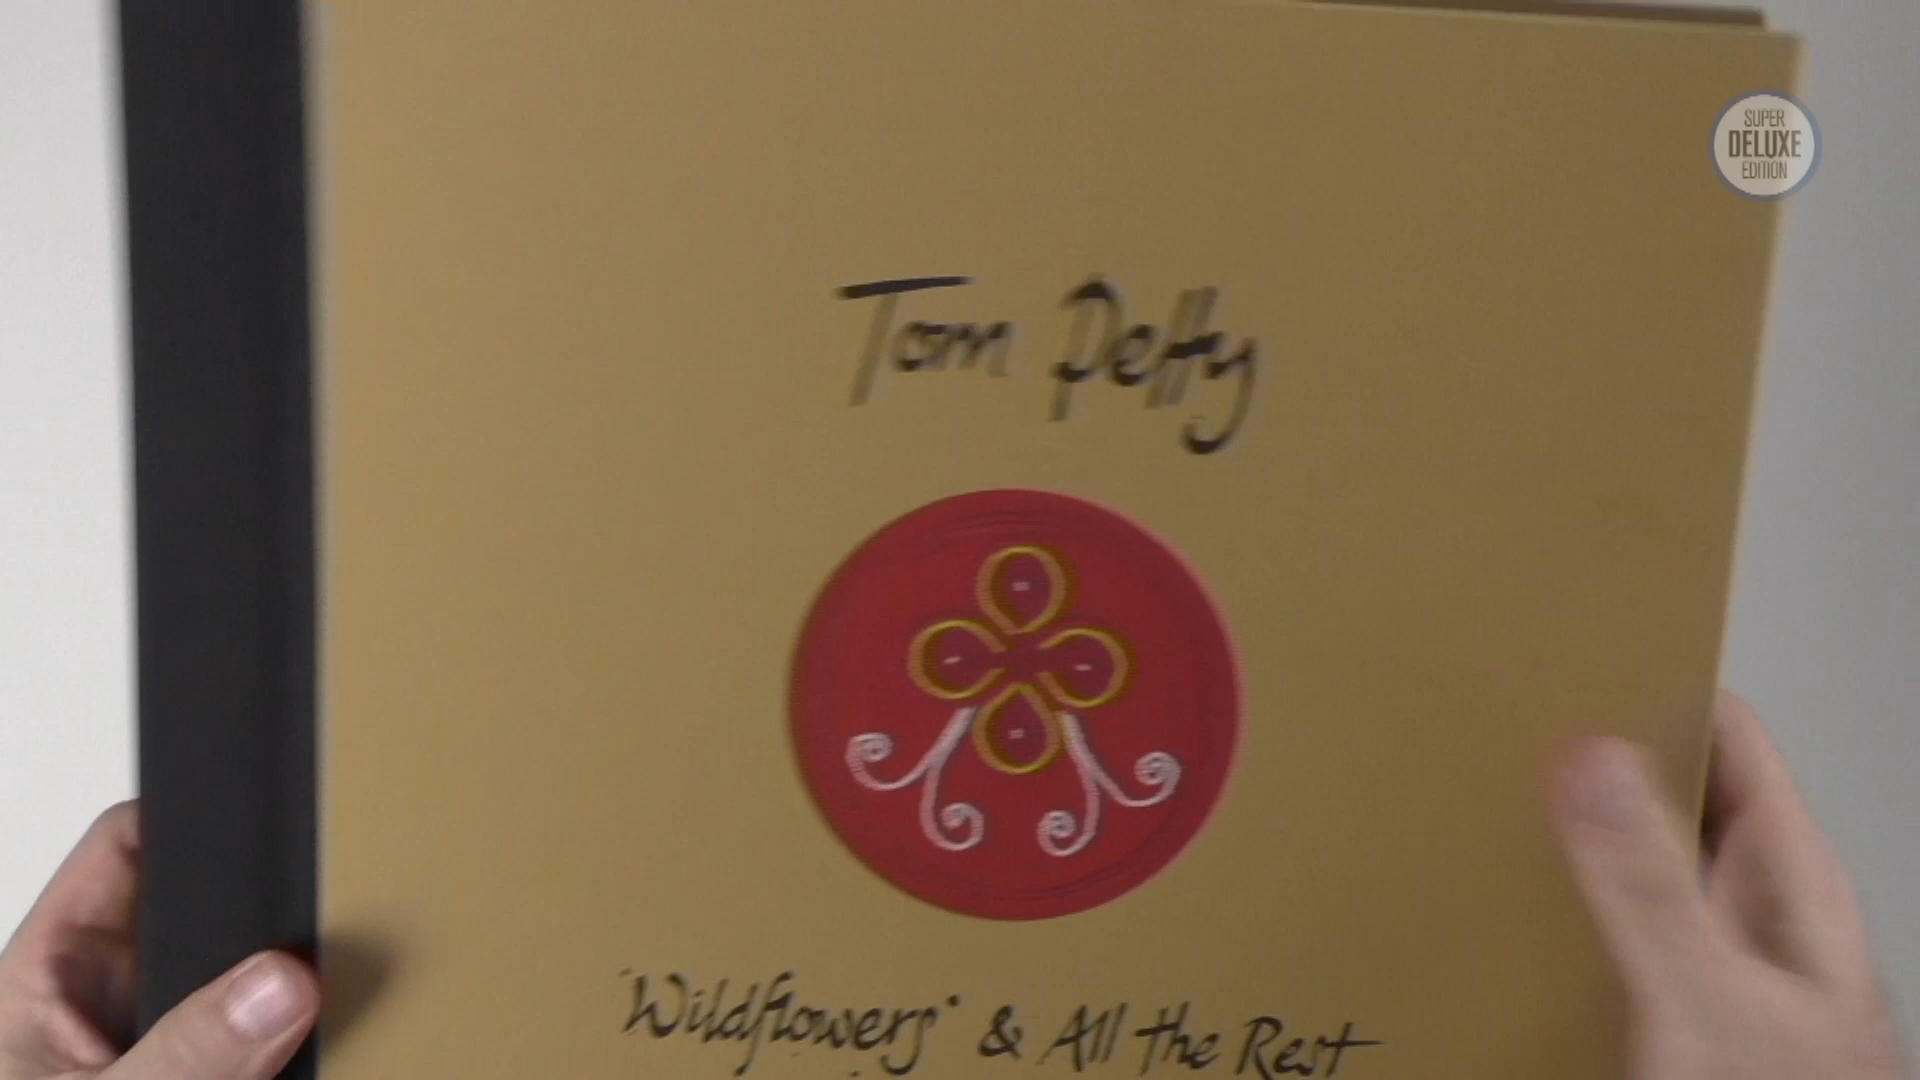 SUPER
DELUXE
EDITION
Tom Petty
"Wildflowers" & All the Rest